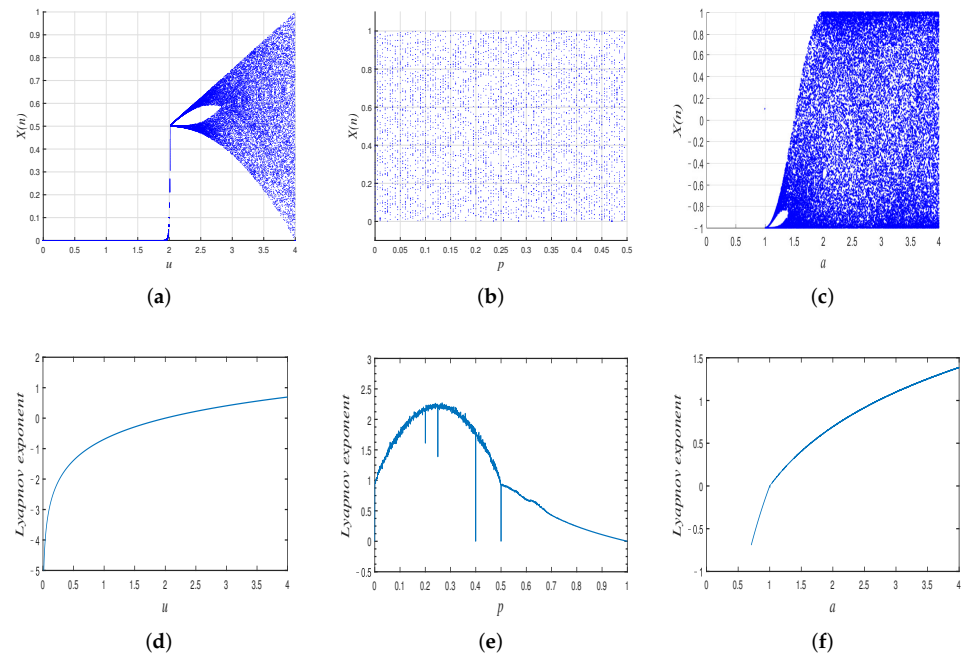 1
0.9
0.8
0.7
0.6
0.5
0.4
0.3
0.2
0.1
0
X(n)
0 0.5 1 1.5 2 2.5 3 3.5 4
u
(a)
1
0.8
0.6
0.4
0.2
0
X(n)
0 0.05 0.1 0.15 0.2 0.25 0.3 0.35 0.4 0.45 0.5
p
(b)
1
0.8
0.6
0.4
0.2
0
-0.2
-0.4
-0.6
-0.8
-1
X(n)
0 0.5 1 1.5 2 2.5 3 3.5 4
a
(c)
2
1
0
-1
-2
-3
-4
-5
Lyapnov exponent
0 0.5 1 1.5 2 2.5 3 3.5 4
u
(d)
3
2.5
2
1.5
1
0.5
0
-0.5
Lyapnov exponent
0 0.1 0.2 0.3 0.4 0.5 0.6 0.7 0.8 0.9 1
p
(e)
1.5
1
0.5
0
-0.5
-1
Lyapnov exponent
0 0.5 1 1.5 2 2.5 3 3.5 4
a
(f)